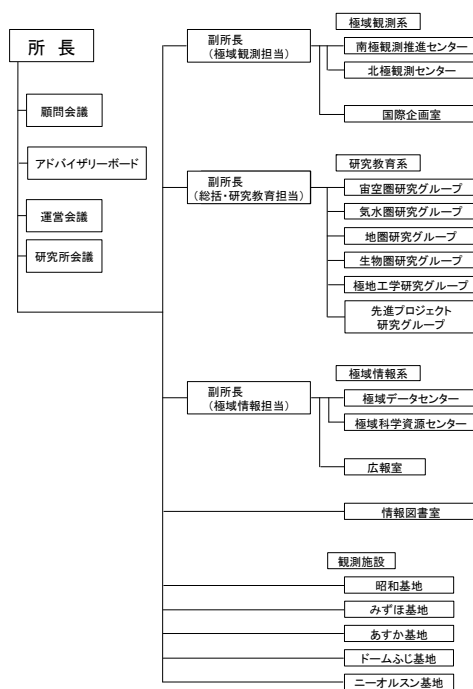 所 長
顧問会議
アドバイザリーボード
運営会議
研究所会議
副所長
(極域観測担当)
極域観測系
南極観測推進センター
北極観測センター
国際企画室
副所長
(総括・研究教育担当)
研究教育系
宙空圏研究グループ
気水圏研究グループ
地圏研究グループ
生物圏研究グループ
極地工学研究グループ
先進プロジェクト
研究グループ
副所長
(極域情報担当)
極域情報系
極域データセンター
極域科学資源センター
広報室
情報図書室
観測施設
昭和基地
みずほ基地
あすか基地
ドームふじ基地
ニーオルスン基地